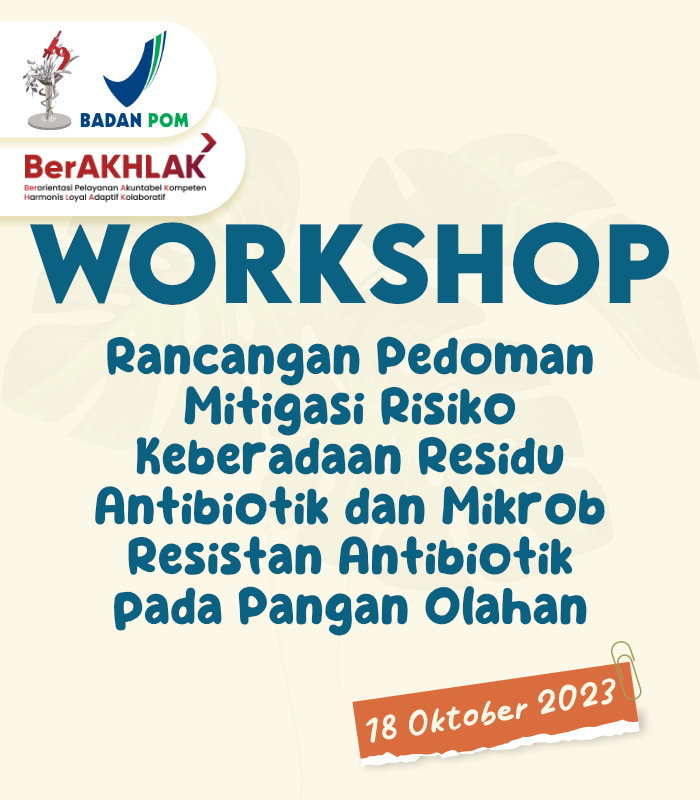 BADAN POM
BerAKHLAK
Berorientasi Pelayanan Akuntabel Kompeten
Harmonis Loyal Adaptif Kolaboratif
WORKSHOP
Rancangan Pedoman
Mitigasi Risiko
Keberadaan Residu
Antibiotik dan Mikrob
Resistan Antibiotik
pada Pangan Olahan
18 Oktober 2023